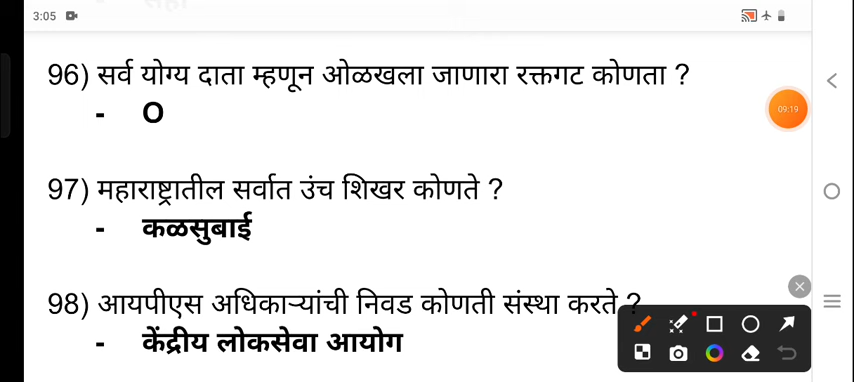 3:05
96) सर्व योग्य दाता म्हणून ओळखला जाणारा रक्तगट कोणता ?
- O
09:19
97) महाराष्ट्रातील सर्वात उंच शिखर कोणते ?
- कळसुबाई
98) आयपीएस अधिकाऱ्यांची निवड कोणती संस्था करते ?
- केंद्रीय लोकसेवा आयोग